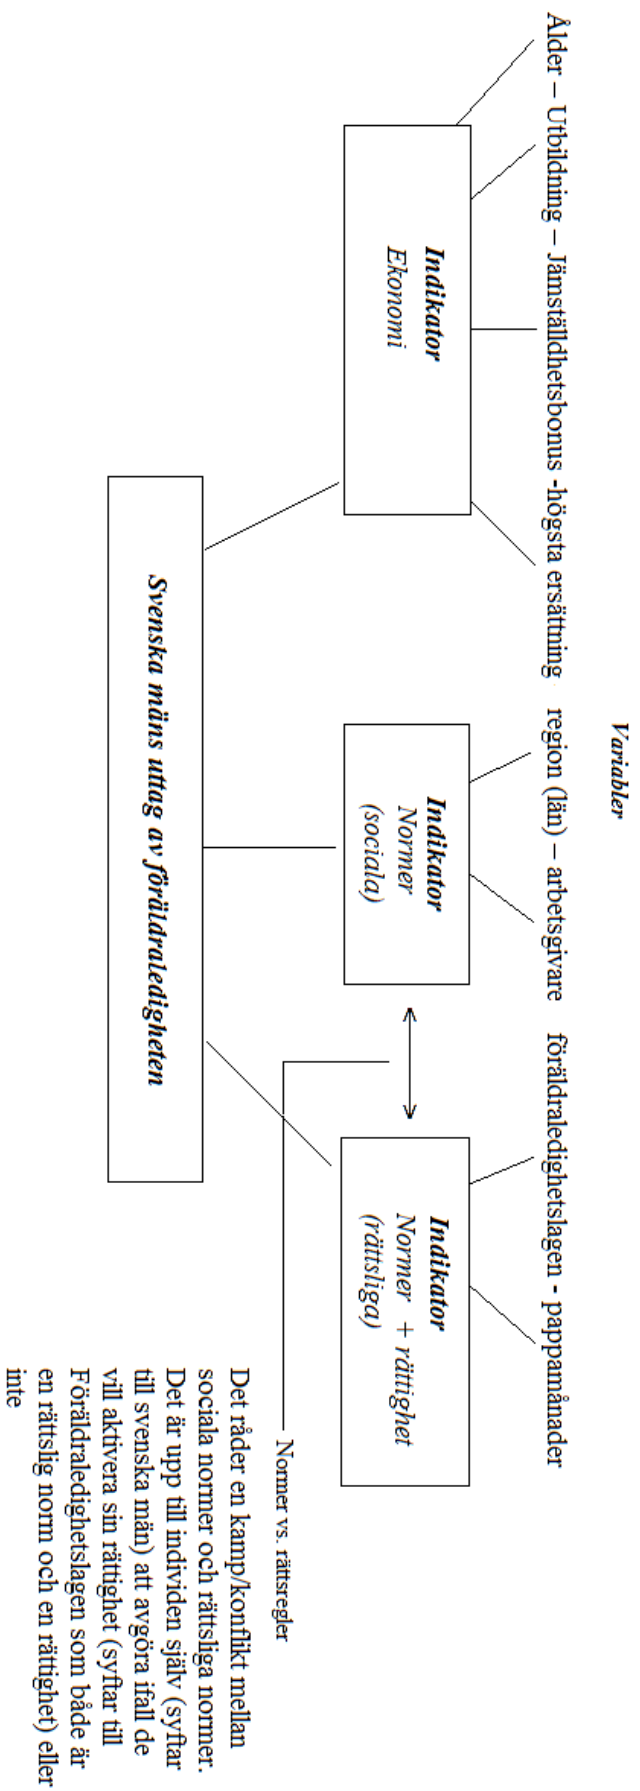 Variabler
Ålder – Utbildning – Jämställdhetsbonus -högsta ersättning
region (län) – arbetsgivare
föräldraledighetslagen - pappamånader
Indikator
Ekonomi
Indikator
Normer
(sociala)
Indikator
Normer + rättighet
(rättsliga)
Svenska mäns uttag av föräldraledigheten
Normer vs. rättsregler
Det råder en kamp/konflikt mellan
sociala normer och rättsliga normer.
Det är upp till individen själv (syftar
till svenska män) att avgöra ifall de
vill aktivera sin rättighet (syftar till
Föräldraledighetslagen som både är
en rättslig norm och en rättighet) eller
inte